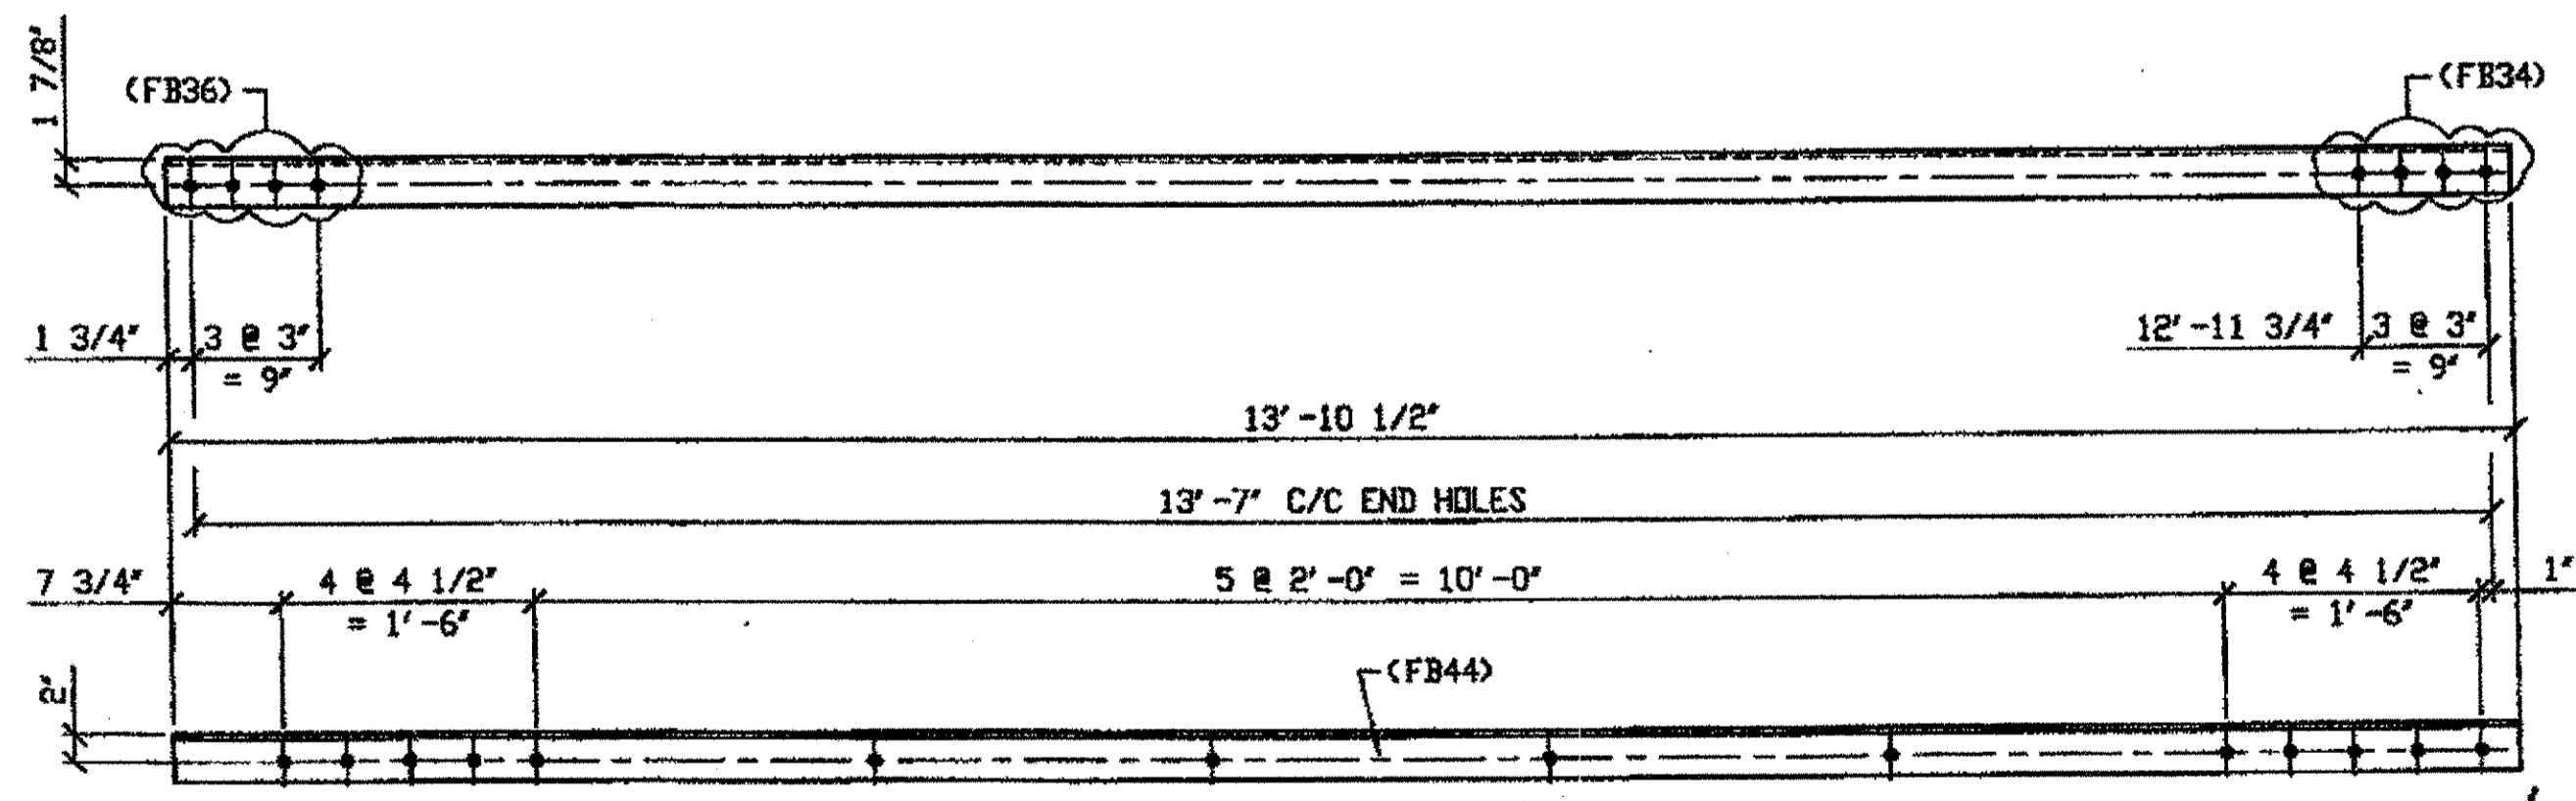 1 7/8"
(FB36)
(FB34)
1 3/4"
3 @ 3"
= 9"
12'-11 3/4"
3 @ 3"
= 9"
13'-10 1/2"
13'-7" C/C END HOLES
7 3/4"
4 @ 4 1/2"
= 1'-6"
5 @ 2'-0" = 10'-0"
4 @ 4 1/2"
= 1'-6"
1"
2"
(FB44)